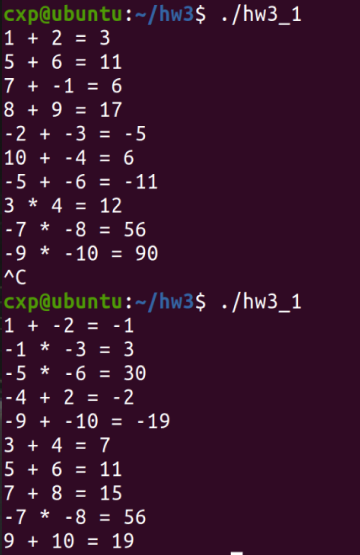 cxp@ubuntu:~/hw3$ ./hw3_1
1 + 2 = 3
5 + 6 = 11
7 + -1 = 6
8 + 9 = 17
-2 + -3 = -5
10 + -4 = 6
-5 + -6 = -11
3 * 4 = 12
-7 * -8 = 56
-9 * -10 = 90
^C
cxp@ubuntu:~/hw3$ ./hw3_1
1 + -2 = -1
-1 * -3 = 3
-5 * -6 = 30
-4 + 2 = -2
-9 + -10 = -19
3 + 4 = 7
5 + 6 = 11
7 + 8 = 15
-7 * -8 = 56
9 + 10 = 19